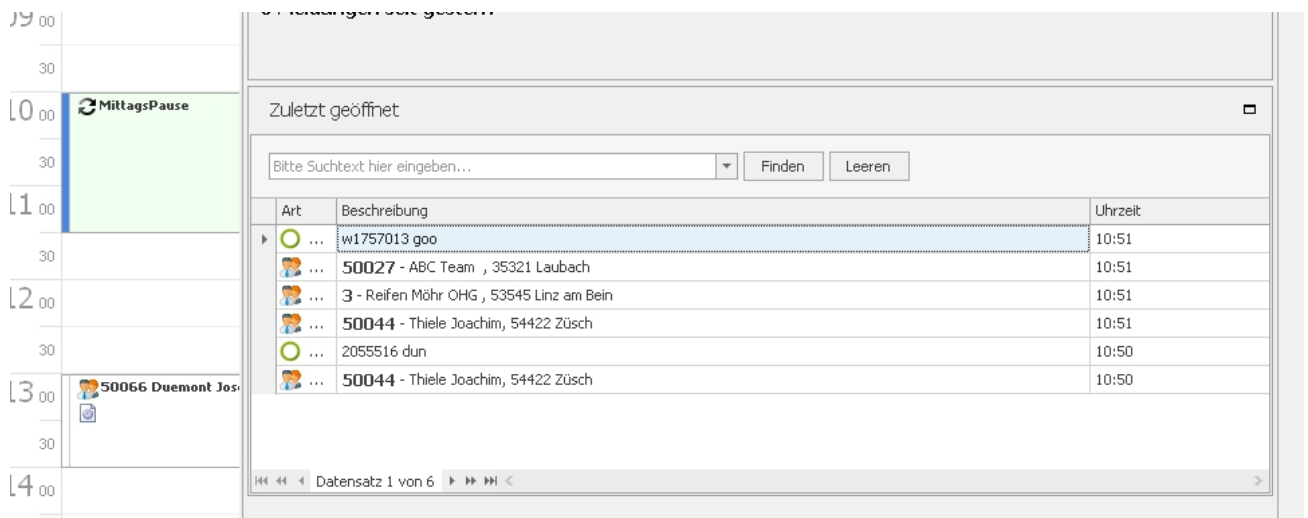 09 00
30
10 00 MittagsPause
30
11 00
30
12 00
30
13 00 50066 Duemont Jos
30
14 00
seit gestern
Zuletzt geöffnet
Bitte Suchtext hier eingeben...
Finden
Leeren
Art Beschreibung Uhrzeit
... w1757013 goo 10:51
... 50027 - ABC Team , 35321 Laubach 10:51
... 3 - Reifen Möhr OHG , 53545 Linz am Bein 10:51
... 50044 - Thiele Joachim, 54422 Züsch 10:51
... 2055516 dun 10:50
... 50044 - Thiele Joachim, 54422 Züsch 10:50
Datensatz 1 von 6